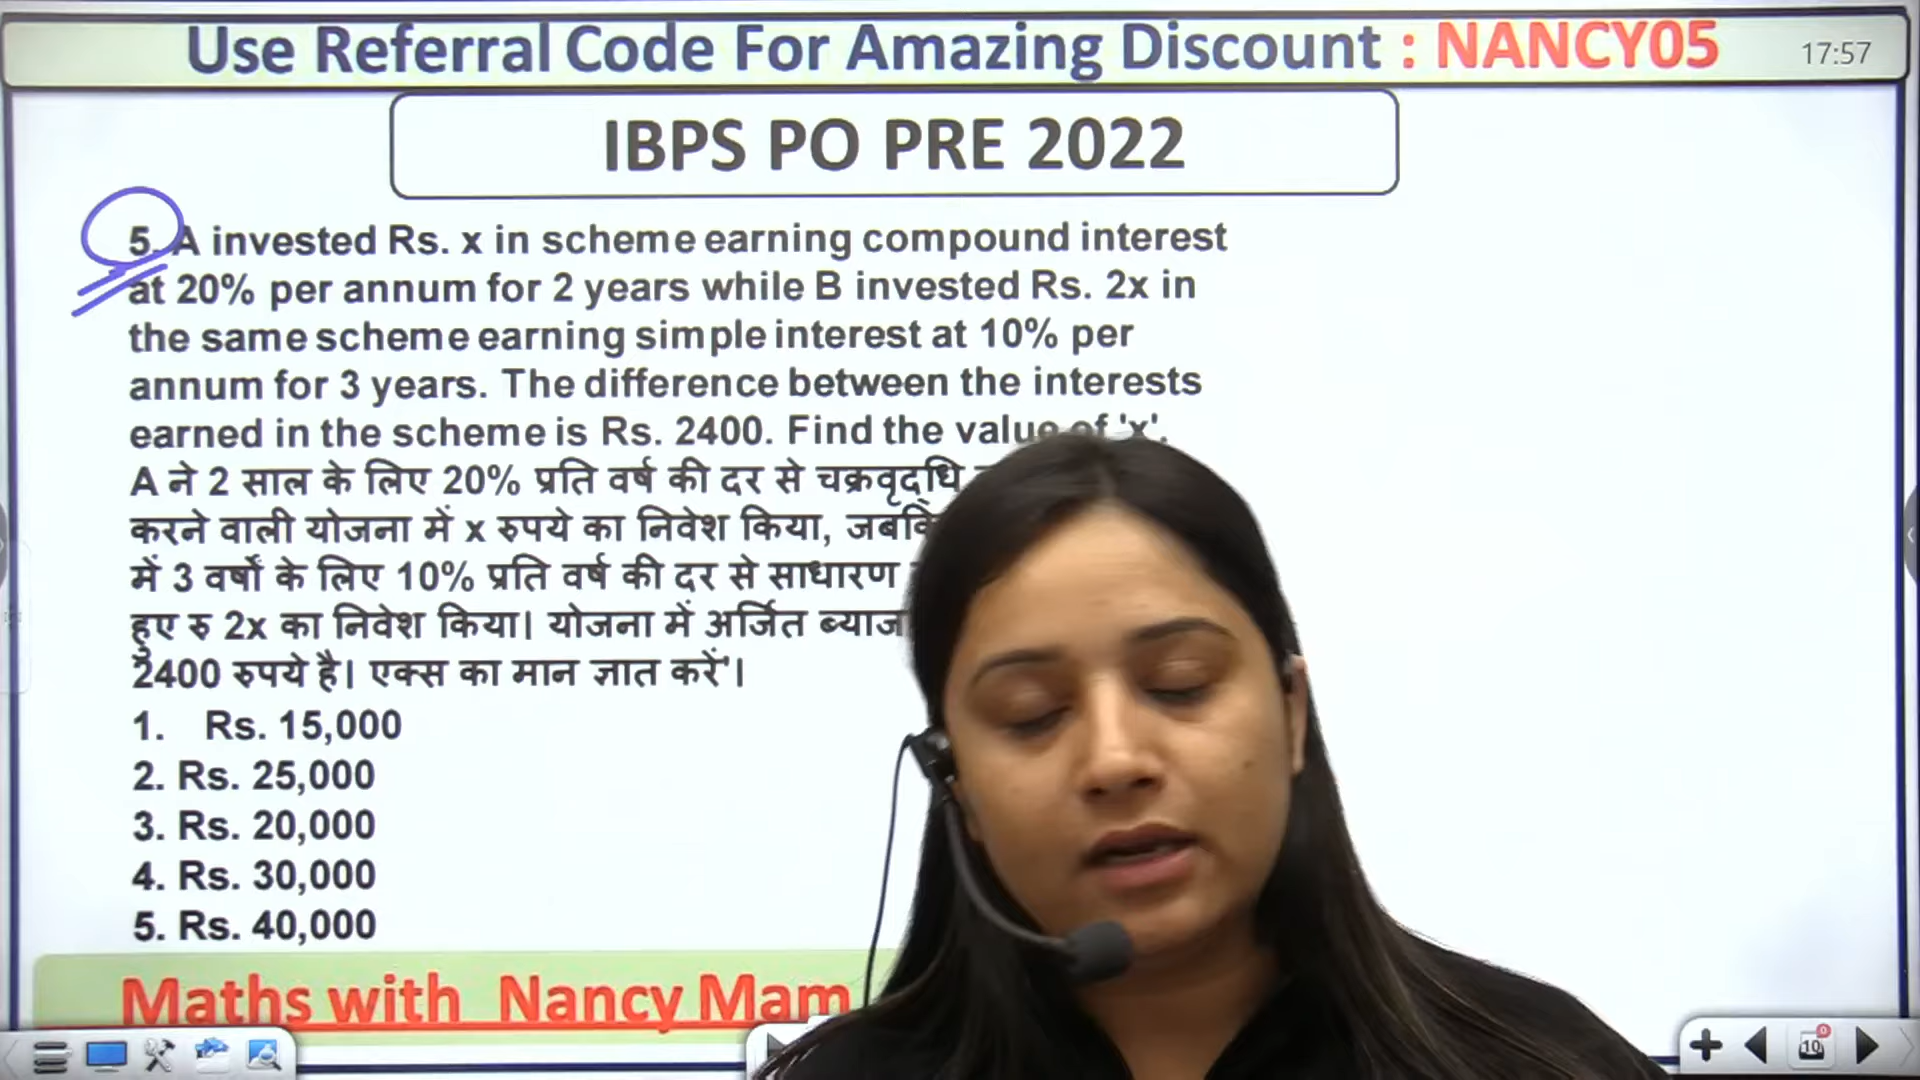 Use Referral Code For Amazing Discount : NANCY05
17:57
IBPS PO PRE 2022
5. A invested Rs. x in scheme earning compound interest
at 20% per annum for 2 years while B invested Rs. 2x in
the same scheme earning simple interest at 10% per
annum for 3 years. The difference between the interests
earned in the scheme is Rs. 2400. Find the value of 'x'.
A ने 2 साल के लिए 20% प्रति वर्ष की दर से चक्रवृद्धि
करने वाली योजना में x रुपये का निवेश किया, जबकि
में 3 वर्षों के लिए 10% प्रति वर्ष की दर से साधारण
हुए रु 2x का निवेश किया। योजना में अर्जित ब्याज
2400 रुपये है। एक्स का मान ज्ञात करें'।
1. Rs. 15,000
2. Rs. 25,000
3. Rs. 20,000
4. Rs. 30,000
5. Rs. 40,000
Maths with Nancy Mam
10
0